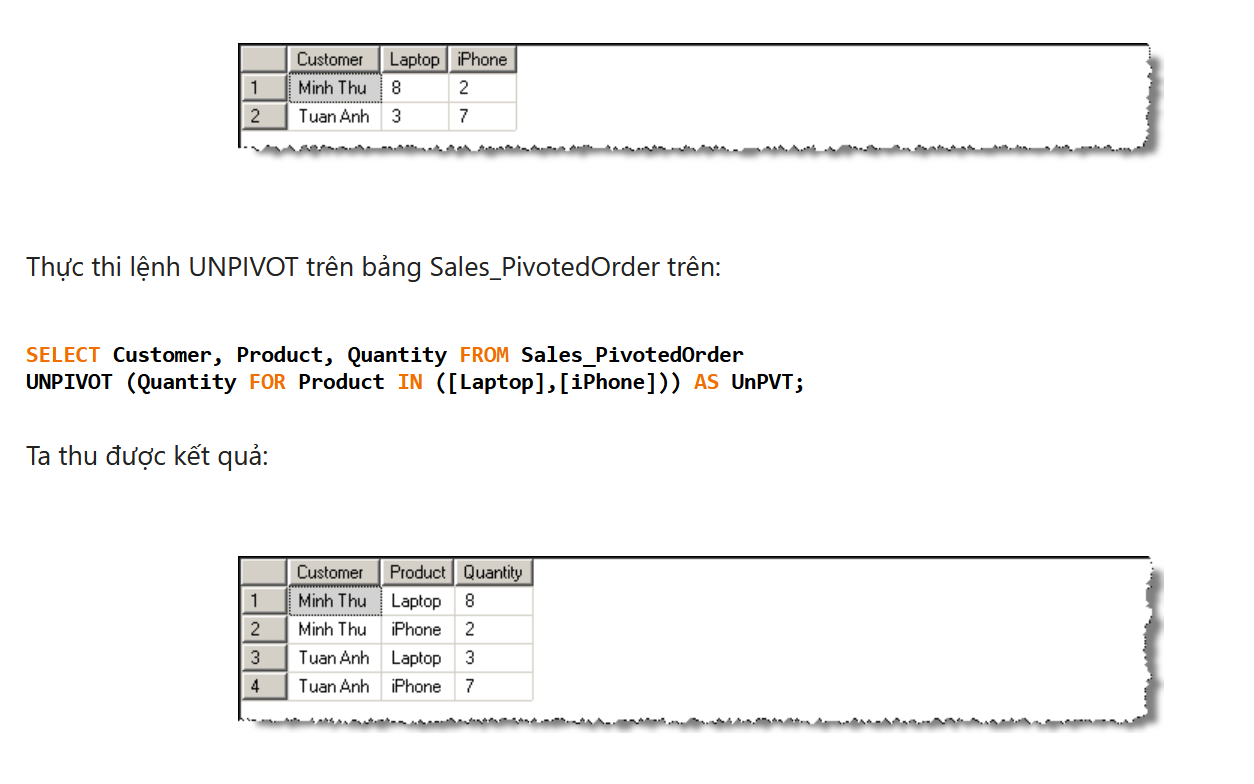 Customer Laptop iPhone
1 Minh Thu 8 2
2 Tuan Anh 3 7
Thực thi lệnh UNPIVOT trên bảng Sales_PivotedOrder trên:
SELECT Customer, Product, Quantity FROM Sales_PivotedOrder
UNPIVOT (Quantity FOR Product IN ([Laptop],[iPhone])) AS UnPVT;
Ta thu được kết quả:
Customer Product Quantity
1 Minh Thu Laptop 8
2 Minh Thu iPhone 2
3 Tuan Anh Laptop 3
4 Tuan Anh iPhone 7